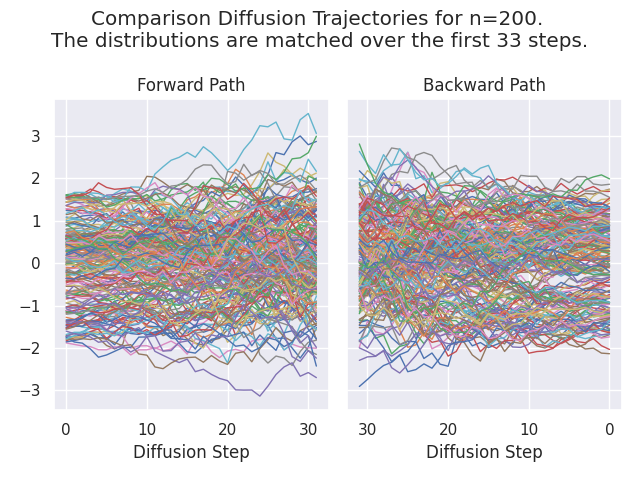 Comparison Diffusion Trajectories for n=200.
The distributions are matched over the first 33 steps.
Forward Path
Backward Path
3
2
1
0
−1
−2
−3
0 10 20 30
30 20 10 0
Diffusion Step
Diffusion Step